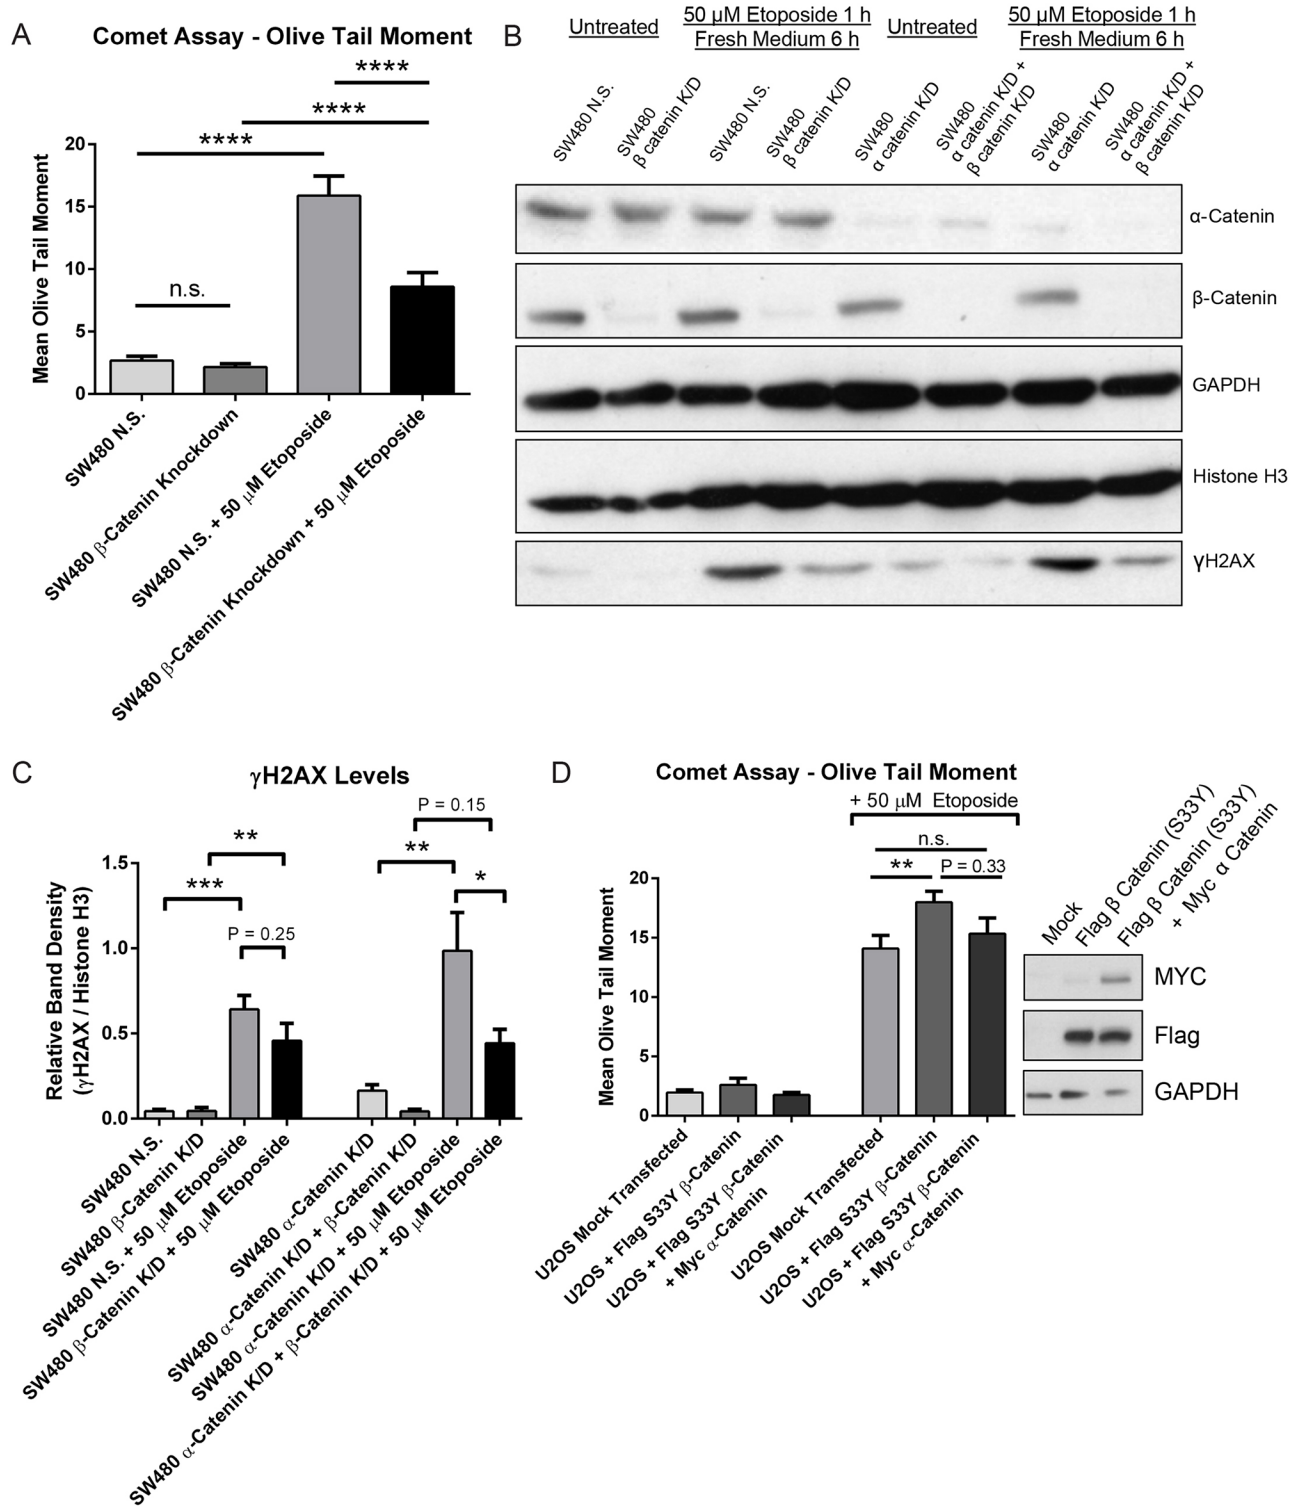 A
Comet Assay - Olive Tail Moment
****
****
****
n.s.
Mean Olive Tail Moment
20
15
10
5
0
SW480 N.S.
SW480 β-Catenin Knockdown
SW480 N.S. + 50 μM Etoposide
SW480 β-Catenin Knockdown + 50 μM Etoposide
B
Untreated
50 μM Etoposide 1 h
Fresh Medium 6 h
Untreated
50 μM Etoposide 1 h
Fresh Medium 6 h
SW480 N.S.
SW480
β catenin K/D
SW480 N.S.
SW480
β catenin K/D
SW480
α catenin K/D
SW480
α catenin K/D +
β catenin K/D
SW480
α catenin K/D
SW480
α catenin K/D +
β catenin K/D
α-Catenin
β-Catenin
GAPDH
Histone H3
γH2AX
C
γH2AX Levels
P = 0.15
**
**
***
*
P = 0.25
Relative Band Density
(γH2AX / Histone H3)
1.5
1.0
0.5
0.0
SW480 N.S.
SW480 β-Catenin K/D
SW480 N.S. + 50 μM Etoposide
SW480 β-Catenin K/D + 50 μM Etoposide
SW480 α-Catenin K/D
SW480 α-Catenin K/D + β-Catenin K/D
SW480 α-Catenin K/D + 50 μM Etoposide
SW480 α-Catenin K/D + β-Catenin K/D + 50 μM Etoposide
D
Comet Assay - Olive Tail Moment
+ 50 μM Etoposide
n.s.
**
P = 0.33
Mean Olive Tail Moment
20
15
10
5
0
U2OS Mock Transfected
U2OS + Flag S33Y β-Catenin
U2OS + Flag S33Y β-Catenin
+ Myc α-Catenin
U2OS Mock Transfected
U2OS + Flag S33Y β-Catenin
U2OS + Flag S33Y β-Catenin
+ Myc α-Catenin
Mock
Flag β Catenin (S33Y)
Flag β Catenin (S33Y)
+ Myc α Catenin
MYC
Flag
GAPDH